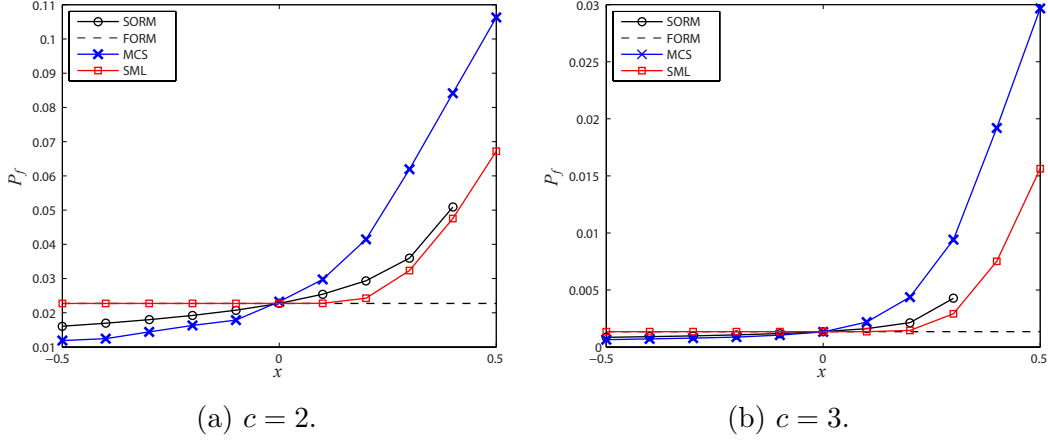 0.11
0.1
0.09
0.08
0.07
0.06
0.05
0.04
0.03
0.02
0.01
P_f
SORM
FORM
MCS
SML
−0.5
0
0.5
x
(a) c = 2.
0.03
0.025
0.02
0.015
0.01
0.005
0
P_f
SORM
FORM
MCS
SML
−0.5
0
0.5
x
(b) c = 3.